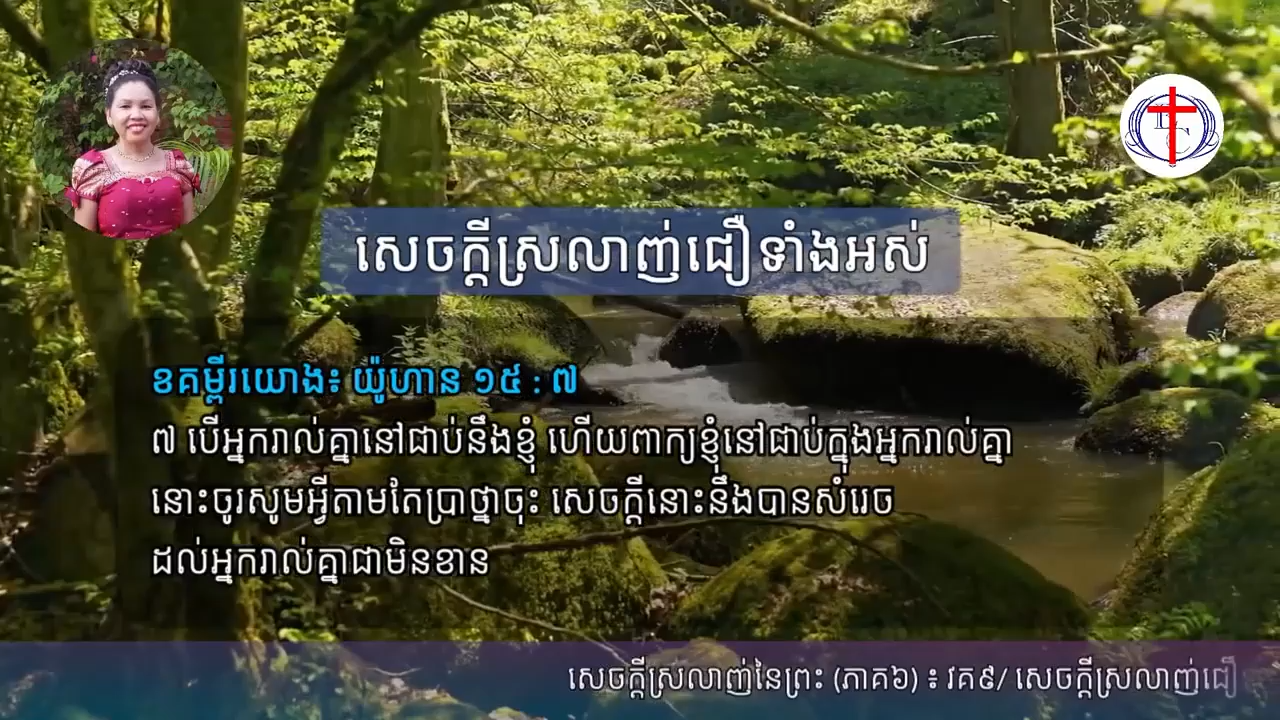 សេចក្ដីស្រលាញ់ជឿទាំងអស់
ខគម្ពីរយោង៖ យ៉ូហាន ១៥ : ៧
៧ បើអ្នករាល់គ្នានៅជាប់នឹងខ្ញុំ ហើយពាក្យខ្ញុំនៅជាប់ក្នុងអ្នករាល់គ្នា
នោះចូរសូមអ្វីតាមតែប្រាថ្នាចុះ សេចក្ដីនោះនឹងបានសំរេច
ដល់អ្នករាល់គ្នាជាមិនខាន
សេចក្ដីស្រលាញ់នៃព្រះ (ភាគ៦) ៖ វគ៩/ សេចក្ដីស្រលាញ់ជឿ